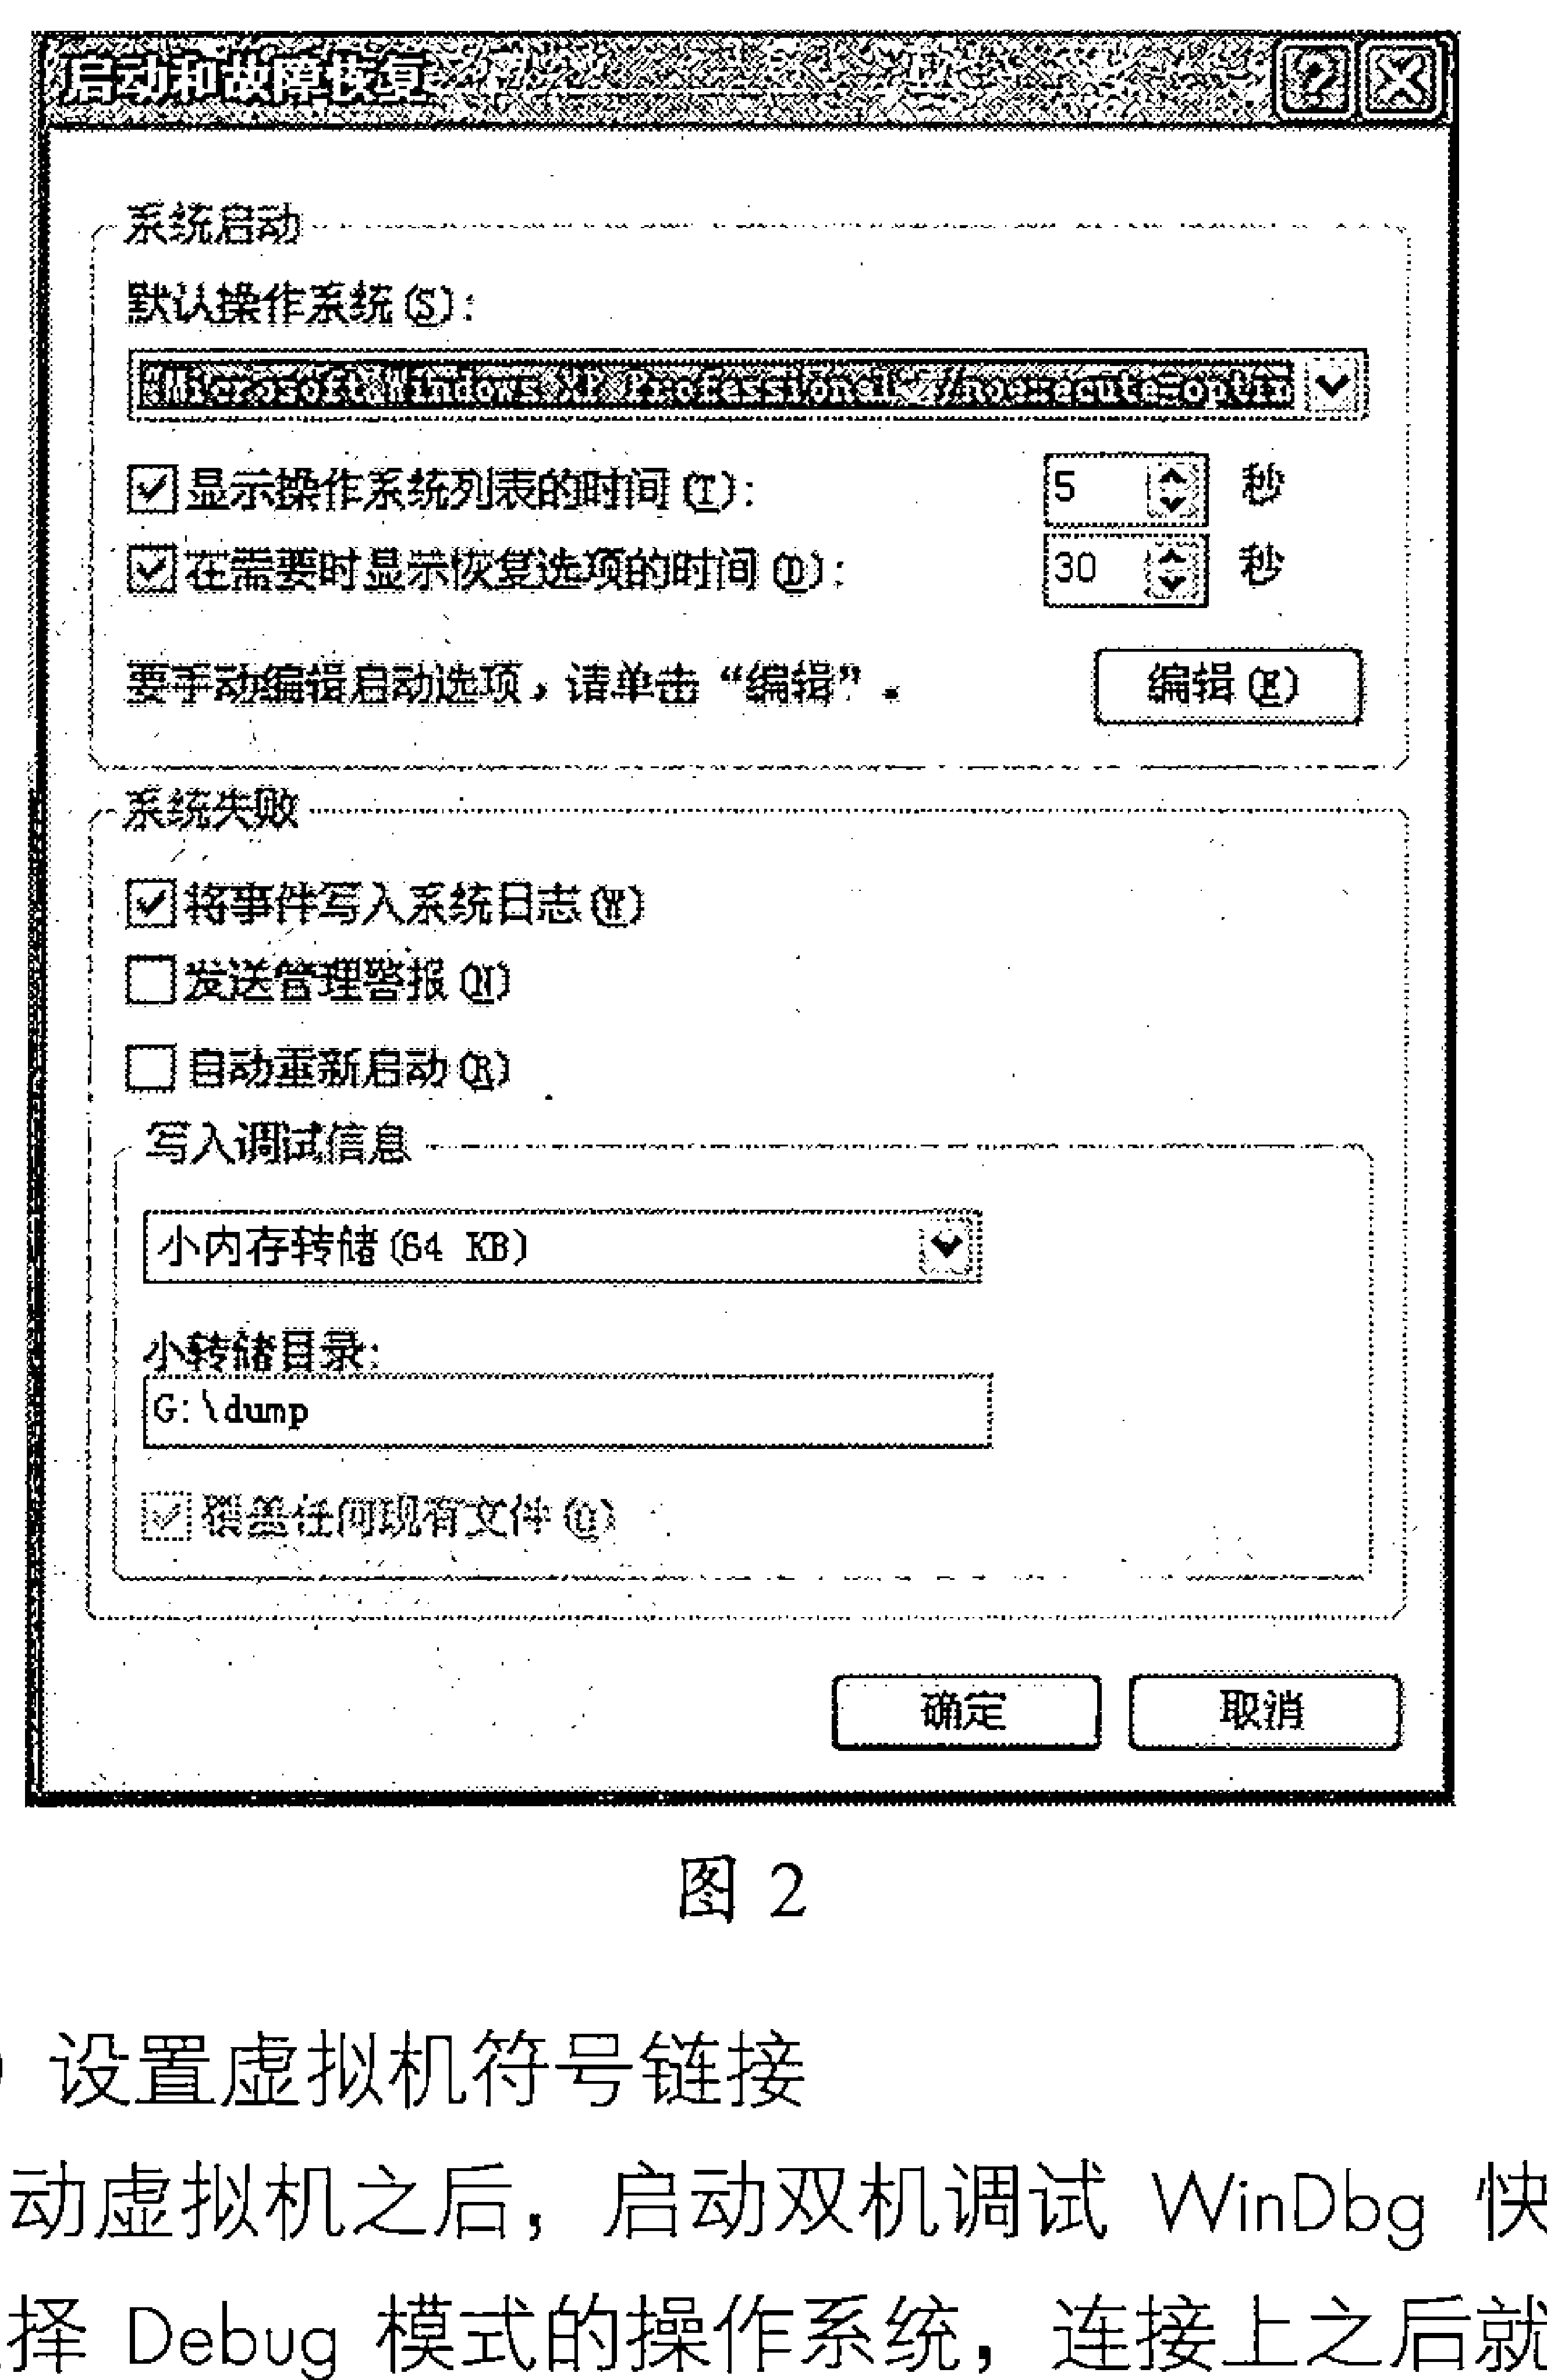 启动和故障恢复
系统启动
默认操作系统(S):
"Microsoft Windows XP Professional" /noexecute=optin
显示操作系统列表的时间(T): 5 秒
在需要时显示恢复选项的时间(D): 30 秒
要手动编辑启动选项，请单击“编辑”。 编辑(E)
系统失败
将事件写入系统日志(W)
发送管理警报(N)
自动重新启动(R)
写入调试信息
小内存转储(64 KB)
小转储目录:
G:\dump
覆盖任何现有文件(O)
确定 取消
图 2
设置虚拟机符号链接
动虚拟机之后，启动双机调试 WinDbg 快
择 Debug 模式的操作系统，连接上之后就